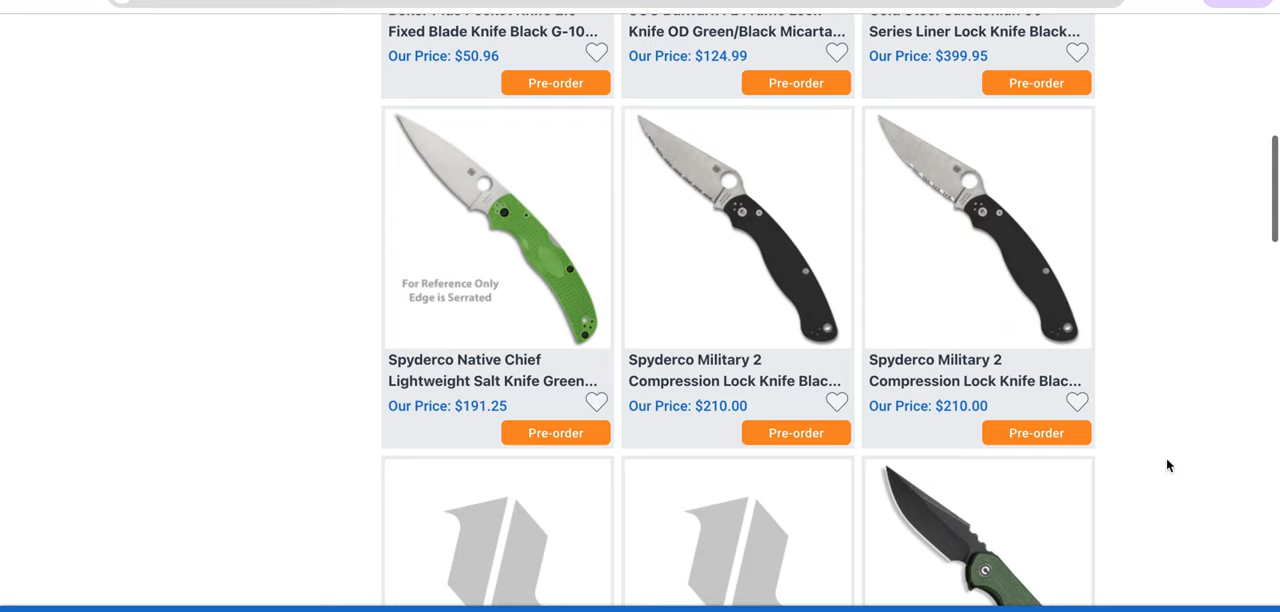 Fixed Blade Knife Black G-10...
Knife OD Green/Black Micarta...
Series Liner Lock Knife Black...
Our Price: $50.96
Our Price: $124.99
Our Price: $399.95
Pre-order
Pre-order
Pre-order
For Reference Only
Edge is Serrated
Spyderco Native Chief
Lightweight Salt Knife Green...
Our Price: $191.25
Pre-order
Spyderco Military 2
Compression Lock Knife Blac...
Our Price: $210.00
Pre-order
Spyderco Military 2
Compression Lock Knife Blac...
Our Price: $210.00
Pre-order